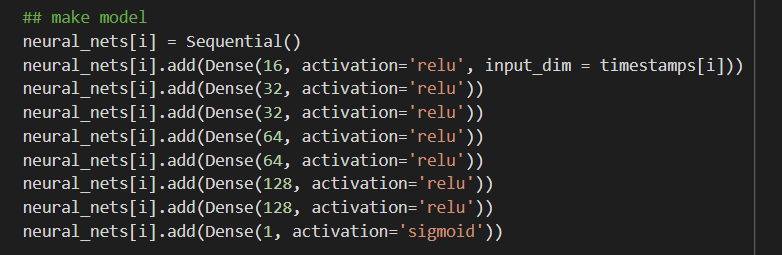 ## make model
neural_nets[i] = Sequential()
neural_nets[i].add(Dense(16, activation='relu', input_dim = timestamps[i]))
neural_nets[i].add(Dense(32, activation='relu'))
neural_nets[i].add(Dense(32, activation='relu'))
neural_nets[i].add(Dense(64, activation='relu'))
neural_nets[i].add(Dense(64, activation='relu'))
neural_nets[i].add(Dense(128, activation='relu'))
neural_nets[i].add(Dense(128, activation='relu'))
neural_nets[i].add(Dense(1, activation='sigmoid'))